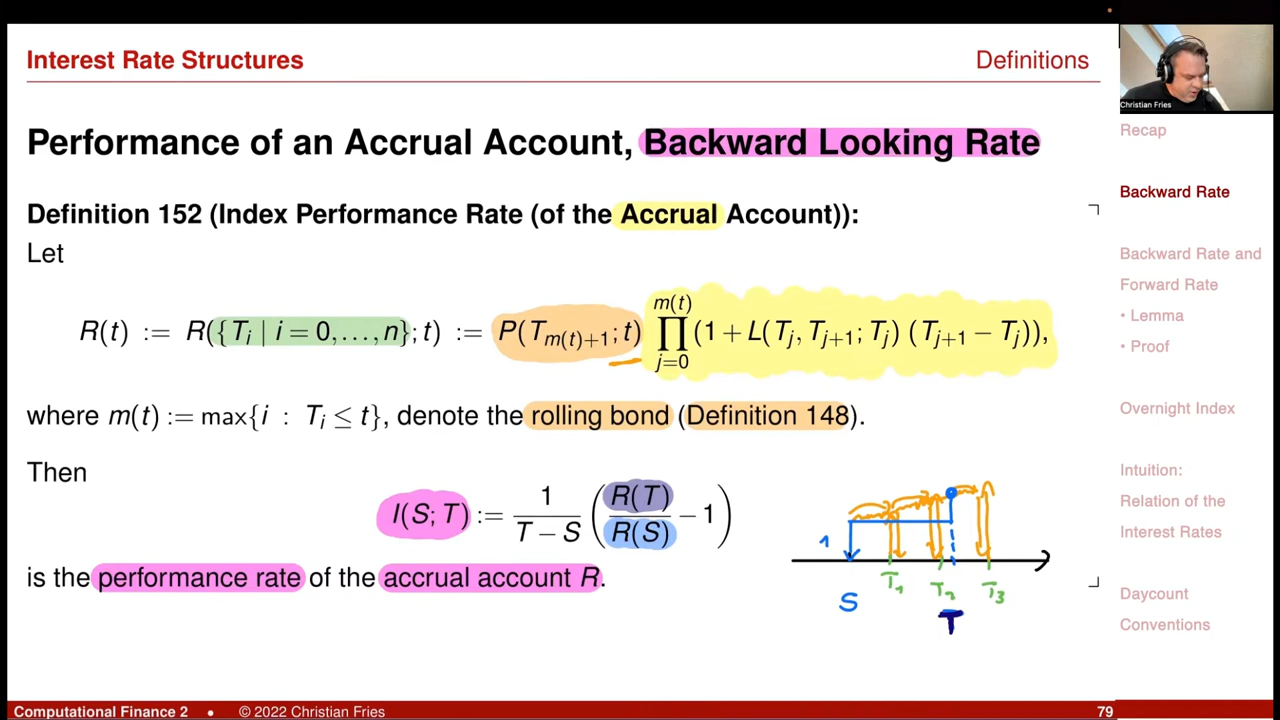 Interest Rate Structures
Definitions
Christian Fries
Performance of an Accrual Account, Backward Looking Rate
Definition 152 (Index Performance Rate (of the Accrual Account)):
Let
R(t) := R({T_i | i = 0, ..., n}; t) := P(T_{m(t)+1}; t) ∏_{j=0}^{m(t)} (1 + L(T_j, T_{j+1}; T_j) (T_{j+1} − T_j)),
where m(t) := max{i : T_i ≤ t}, denote the rolling bond (Definition 148).
Then
I(S; T) := 1/(T − S) (R(T)/R(S) − 1)
is the performance rate of the accrual account R.
1
T_1
T_2
T_3
S
T
Recap
Backward Rate
Backward Rate and
Forward Rate
• Lemma
• Proof
Overnight Index
Intuition:
Relation of the
Interest Rates
Daycount
Conventions
Computational Finance 2 • © 2022 Christian Fries
79